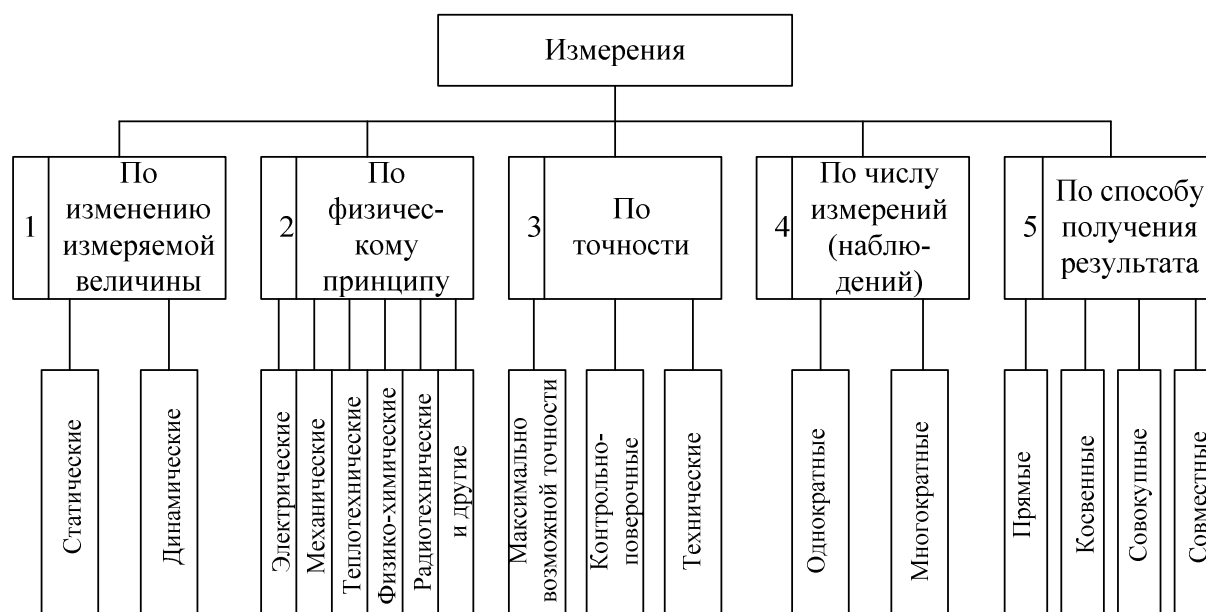 Измерения
1
По
изменению
измеряемой
величины
2
По
физичес-
кому
принципу
3
По
точности
4
По числу
измерений
(наблю-
дений)
5
По способу
получения
результата
Статические
Динамические
Электрические
Механические
Теплотехнические
Физико-химические
Радиотехнические
и другие
Максимально
возможной точности
Контрольно-
поверочные
Технические
Однократные
Многократные
Прямые
Косвенные
Совокупные
Совместные